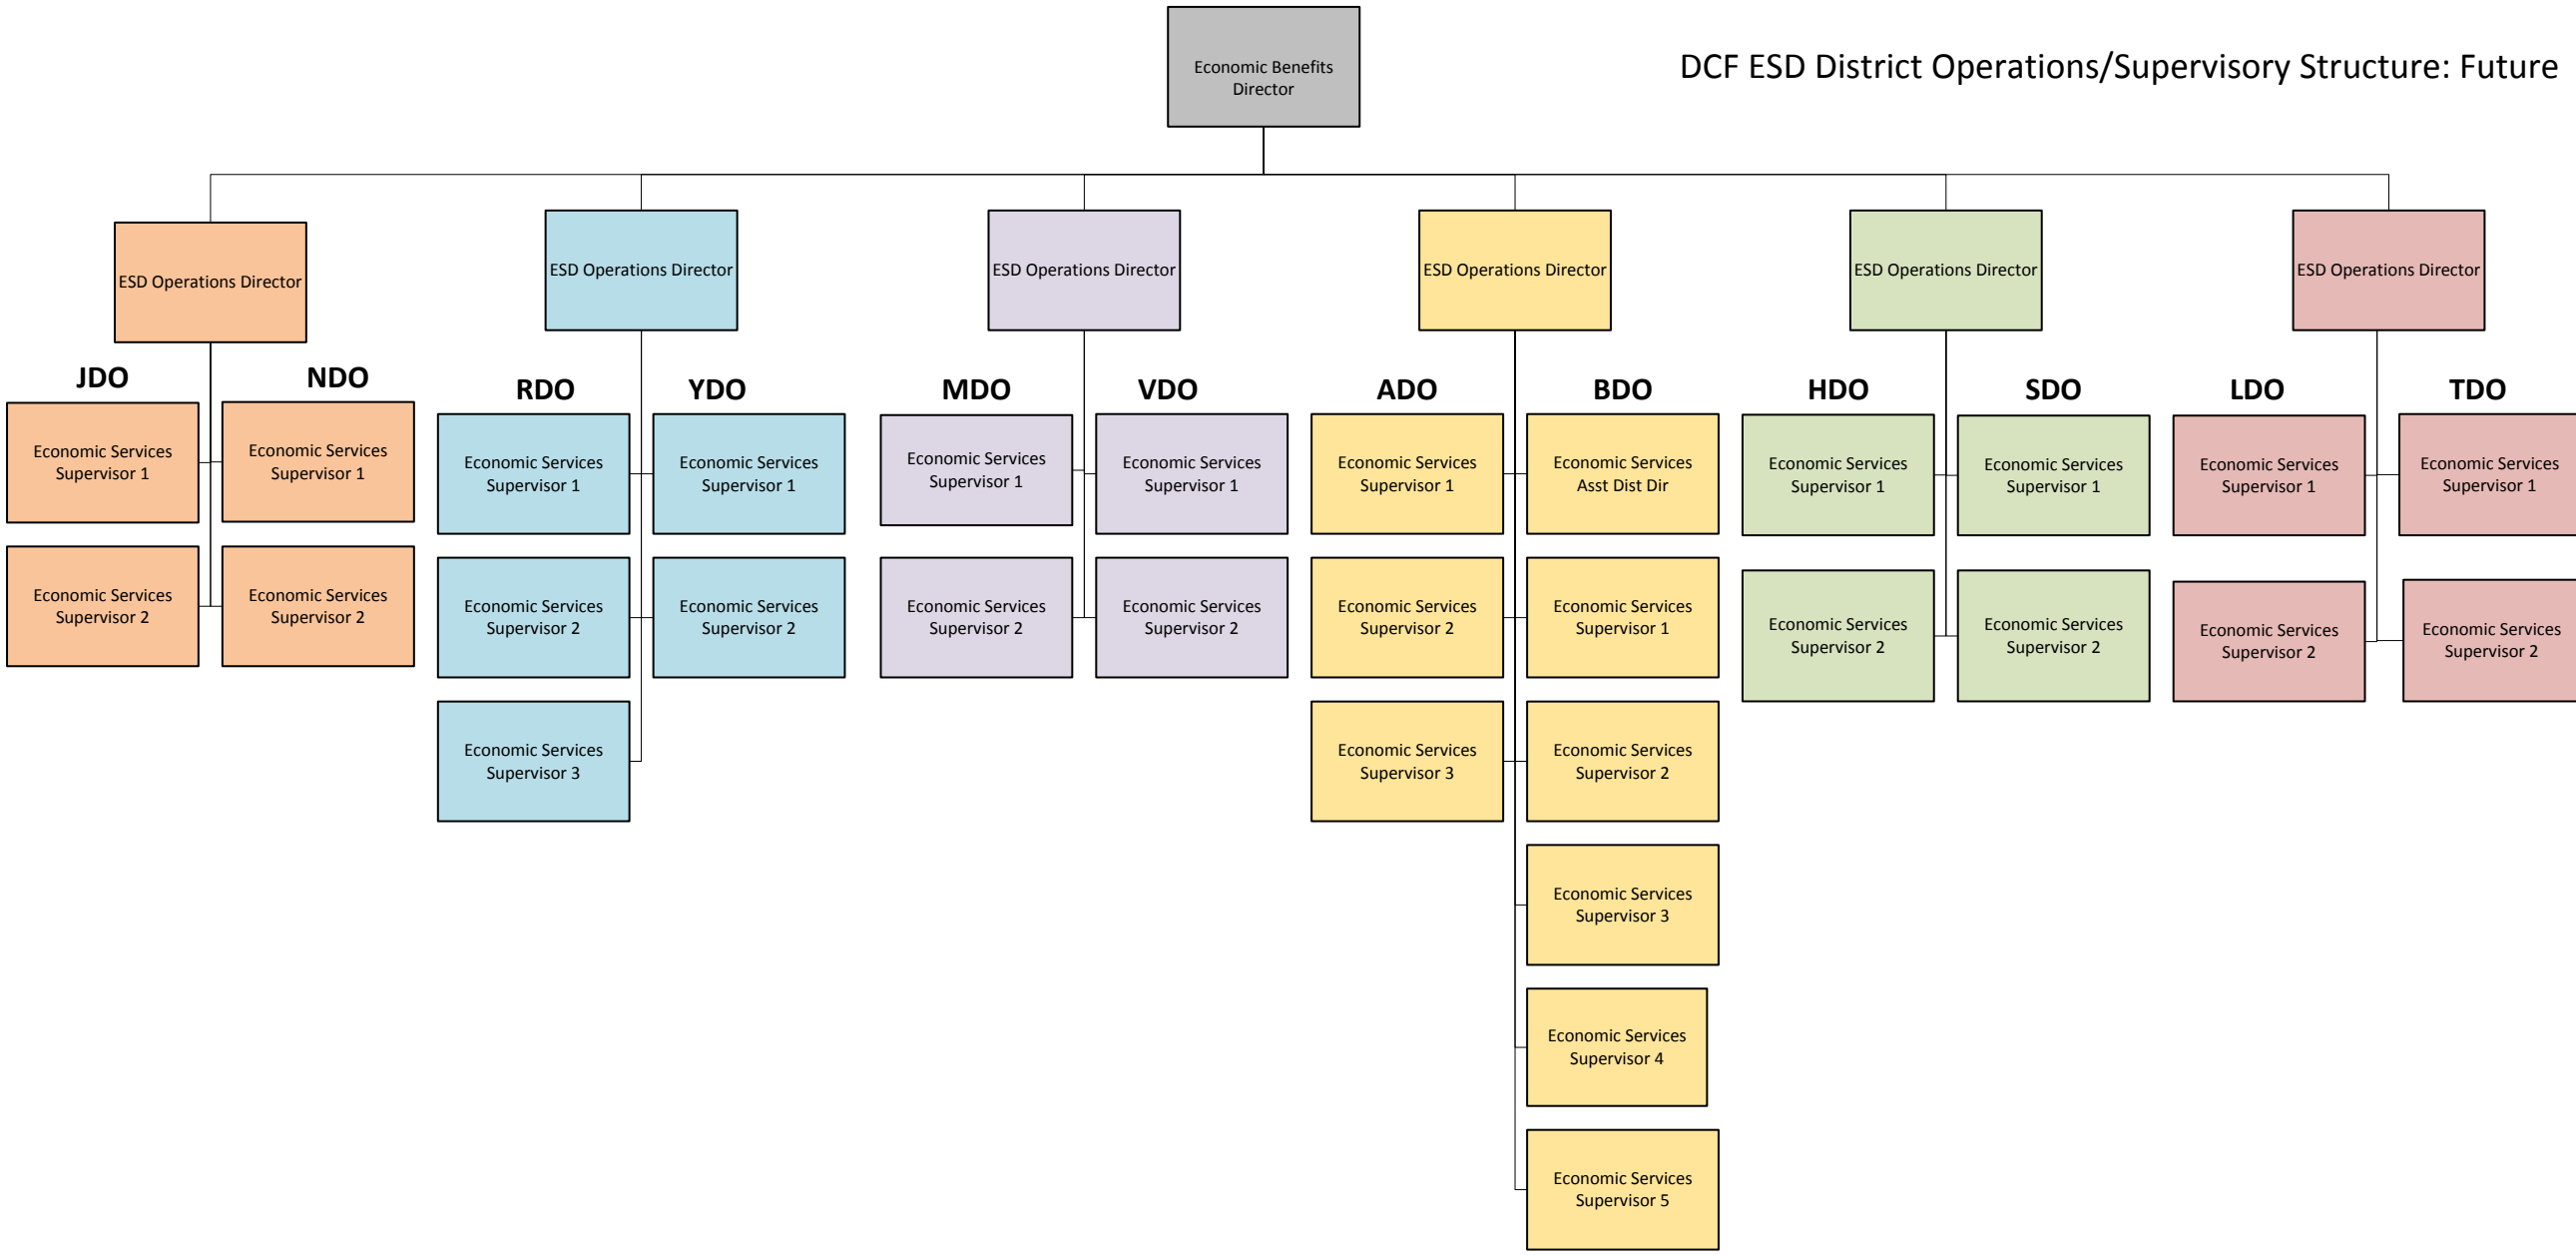 Economic Benefits
Director
DCF ESD District Operations/Supervisory Structure: Future
ESD Operations Director
ESD Operations Director
ESD Operations Director
ESD Operations Director
ESD Operations Director
ESD Operations Director
JDO
NDO
Economic Services
Supervisor 1
Economic Services
Supervisor 1
Economic Services
Supervisor 2
Economic Services
Supervisor 2
RDO
YDO
Economic Services
Supervisor 1
Economic Services
Supervisor 1
Economic Services
Supervisor 2
Economic Services
Supervisor 2
Economic Services
Supervisor 3
MDO
VDO
Economic Services
Supervisor 1
Economic Services
Supervisor 1
Economic Services
Supervisor 2
Economic Services
Supervisor 2
ADO
BDO
Economic Services
Supervisor 1
Economic Services
Asst Dist Dir
Economic Services
Supervisor 2
Economic Services
Supervisor 1
Economic Services
Supervisor 3
Economic Services
Supervisor 2
Economic Services
Supervisor 3
Economic Services
Supervisor 4
Economic Services
Supervisor 5
HDO
SDO
Economic Services
Supervisor 1
Economic Services
Supervisor 1
Economic Services
Supervisor 2
Economic Services
Supervisor 2
LDO
TDO
Economic Services
Supervisor 1
Economic Services
Supervisor 1
Economic Services
Supervisor 2
Economic Services
Supervisor 2